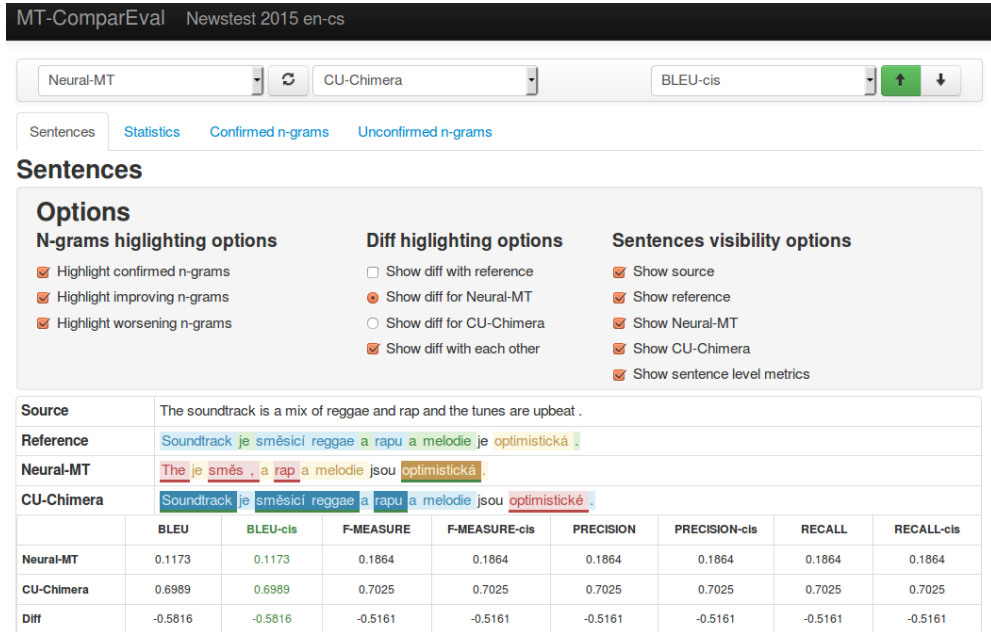 MT-ComparEval Newstest 2015 en-cs
Neural-MT CU-Chimera BLEU-cis
Sentences Statistics Confirmed n-grams Unconfirmed n-grams
Sentences
Options
N-grams higlighting options Diff higlighting options Sentences visibility options
Highlight confirmed n-grams Show diff with reference Show source
Highlight improving n-grams Show diff for Neural-MT Show reference
Highlight worsening n-grams Show diff for CU-Chimera Show Neural-MT
Show diff with each other Show CU-Chimera
Show sentence level metrics
Source The soundtrack is a mix of reggae and rap and the tunes are upbeat .
Reference Soundtrack je směsicí reggae a rapu a melodie je optimistická .
Neural-MT The je směs , a rap a melodie jsou optimistická .
CU-Chimera Soundtrack je směsicí reggae a rapu a melodie jsou optimistické .
BLEU BLEU-cis F-MEASURE F-MEASURE-cis PRECISION PRECISION-cis RECALL RECALL-cis
Neural-MT 0.1173 0.1173 0.1864 0.1864 0.1864 0.1864 0.1864 0.1864
CU-Chimera 0.6989 0.6989 0.7025 0.7025 0.7025 0.7025 0.7025 0.7025
Diff -0.5816 -0.5816 -0.5161 -0.5161 -0.5161 -0.5161 -0.5161 -0.5161